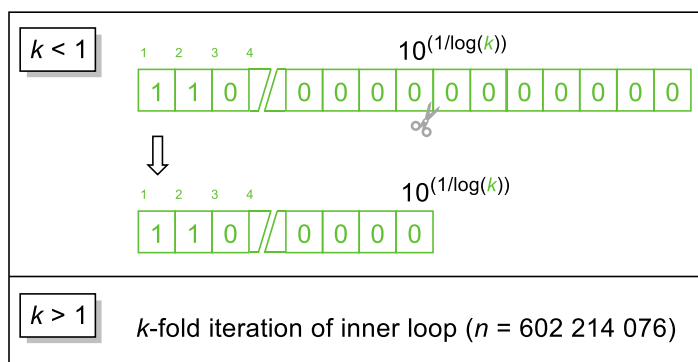 k < 1
1 2 3 4 10^(1/log(k))
1 1 0 0 0 0 0 0 0 0 0 0 0 0
1 2 3 4 10^(1/log(k))
1 1 0 0 0 0 0
k > 1
k-fold iteration of inner loop (n = 602 214 076)